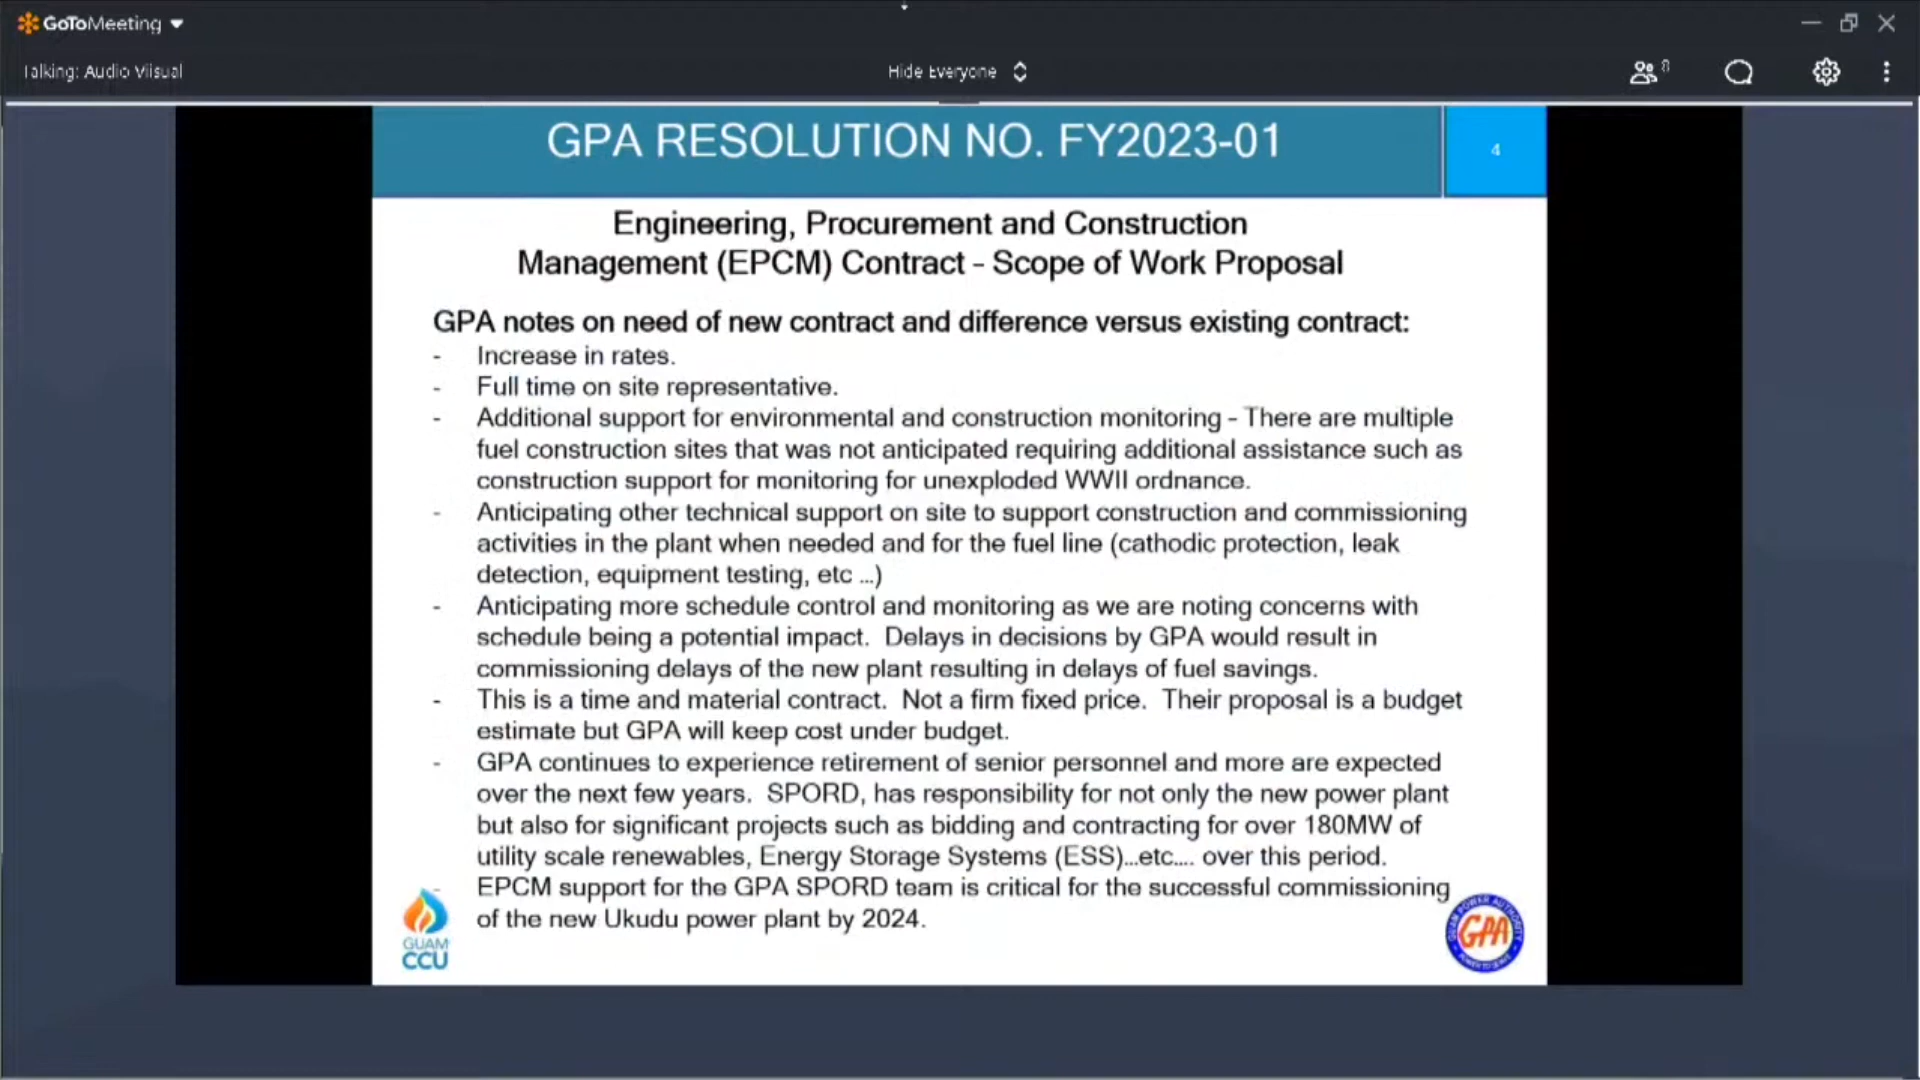 GoToMeeting
Talking: Audio Viisual
Hide Everyone
8
GPA RESOLUTION NO. FY2023-01
4
Engineering, Procurement and Construction
Management (EPCM) Contract - Scope of Work Proposal
GPA notes on need of new contract and difference versus existing contract:
- Increase in rates.
- Full time on site representative.
- Additional support for environmental and construction monitoring - There are multiple
fuel construction sites that was not anticipated requiring additional assistance such as
construction support for monitoring for unexploded WWII ordnance.
- Anticipating other technical support on site to support construction and commissioning
activities in the plant when needed and for the fuel line (cathodic protection, leak
detection, equipment testing, etc ...)
- Anticipating more schedule control and monitoring as we are noting concerns with
schedule being a potential impact. Delays in decisions by GPA would result in
commissioning delays of the new plant resulting in delays of fuel savings.
- This is a time and material contract. Not a firm fixed price. Their proposal is a budget
estimate but GPA will keep cost under budget.
- GPA continues to experience retirement of senior personnel and more are expected
over the next few years. SPORD, has responsibility for not only the new power plant
but also for significant projects such as bidding and contracting for over 180MW of
utility scale renewables, Energy Storage Systems (ESS)...etc.... over this period.
- EPCM support for the GPA SPORD team is critical for the successful commissioning
of the new Ukudu power plant by 2024.
GUAM
CCU
GUAM POWER AUTHORITY
GPA